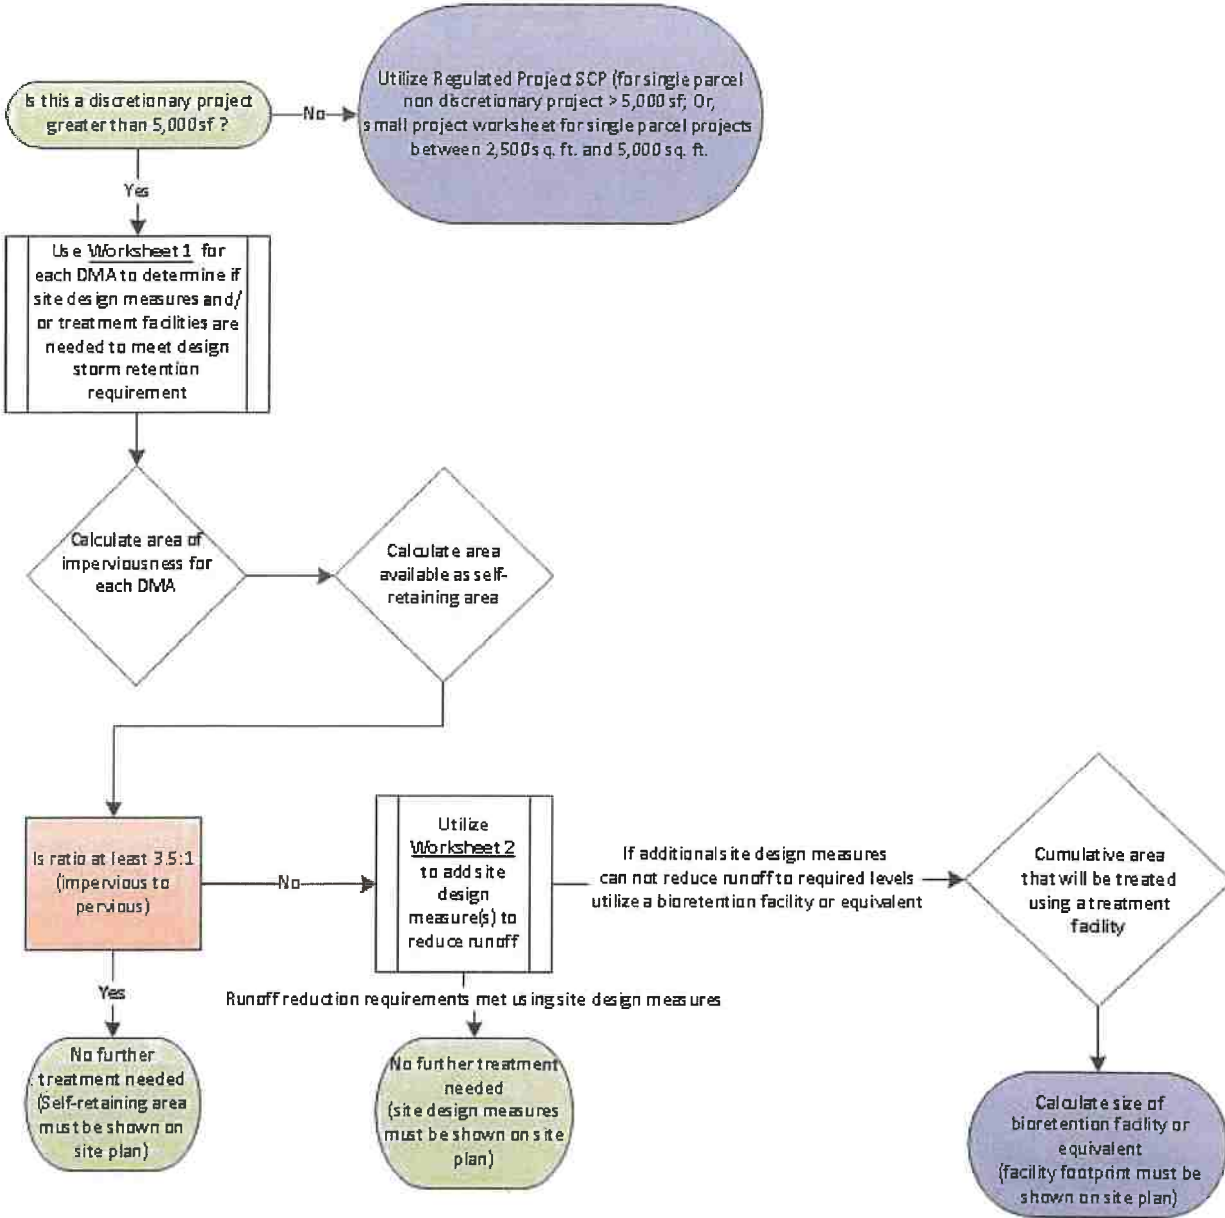 Is this a discretionary project
greater than 5,000sf ?
No
Utilize Regulated Project SCP (for single parcel
non discretionary project > 5,000 sf; Or,
small project worksheet for single parcel projects
between 2,500sq. ft. and 5,000 sq. ft.
Yes
Use Worksheet 1 for
each DMA to determine if
site design measures and/
or treatment facilities are
needed to meet design
storm retention
requirement
Calculate area of
imperviousness for
each DMA
Calculate area
available as self-
retaining area
Is ratio at least 3.5:1
(impervious to
pervious)
No
Utilize
Worksheet 2
to add site
design
measure(s) to
reduce runoff
If additional site design measures
can not reduce runoff to required levels
utilize a bioretention facility or equivalent
Cumulative area
that will be treated
using a treatment
facility
Yes
Runoff reduction requirements met using site design measures
No further
treatment needed
(Self-retaining area
must be shown on
site plan)
No further treatment
needed
(site design measures
must be shown on site
plan)
Calculate size of
bioretention facility or
equivalent
(facility footprint must be
shown on site plan)